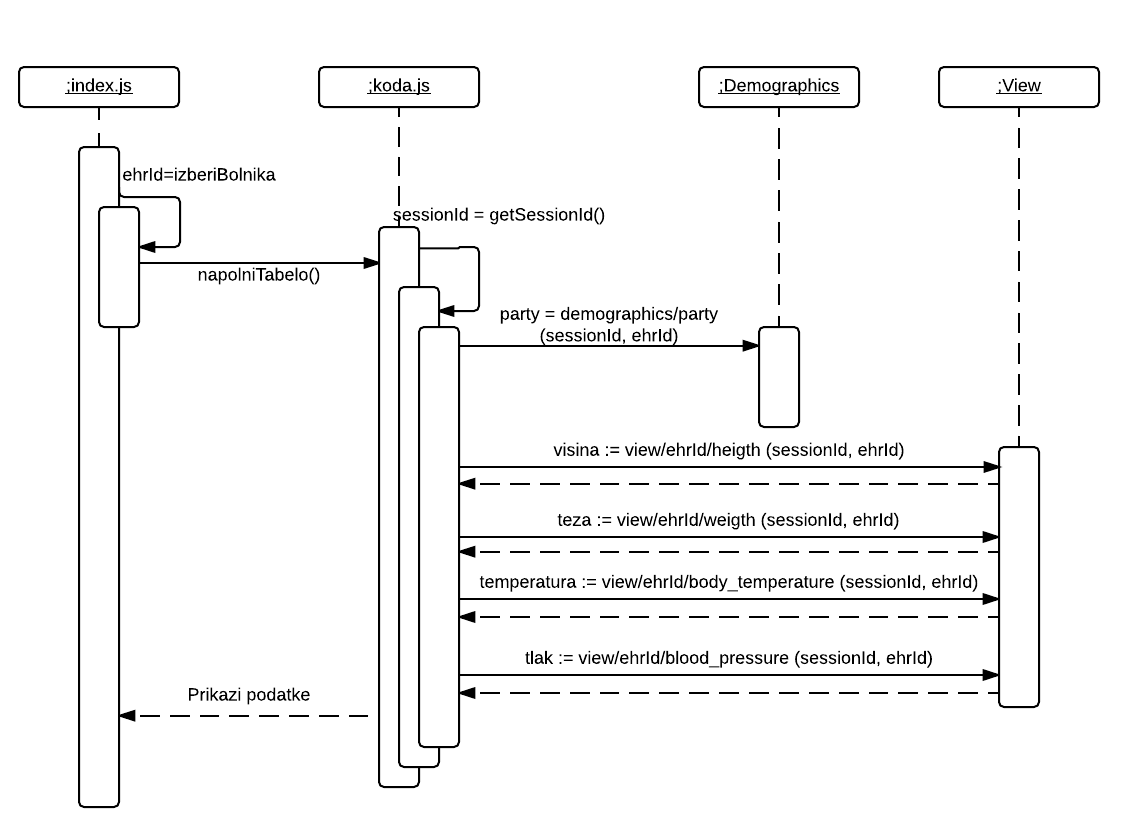 :index.js
:koda.js
:Demographics
:View
ehrId=izberiBolnika
sessionId = getSessionId()
napolniTabelo()
party = demographics/party
(sessionId, ehrId)
visina := view/ehrId/heigth (sessionId, ehrId)
teza := view/ehrId/weigth (sessionId, ehrId)
temperatura := view/ehrId/body_temperature (sessionId, ehrId)
tlak := view/ehrId/blood_pressure (sessionId, ehrId)
Prikazi podatke